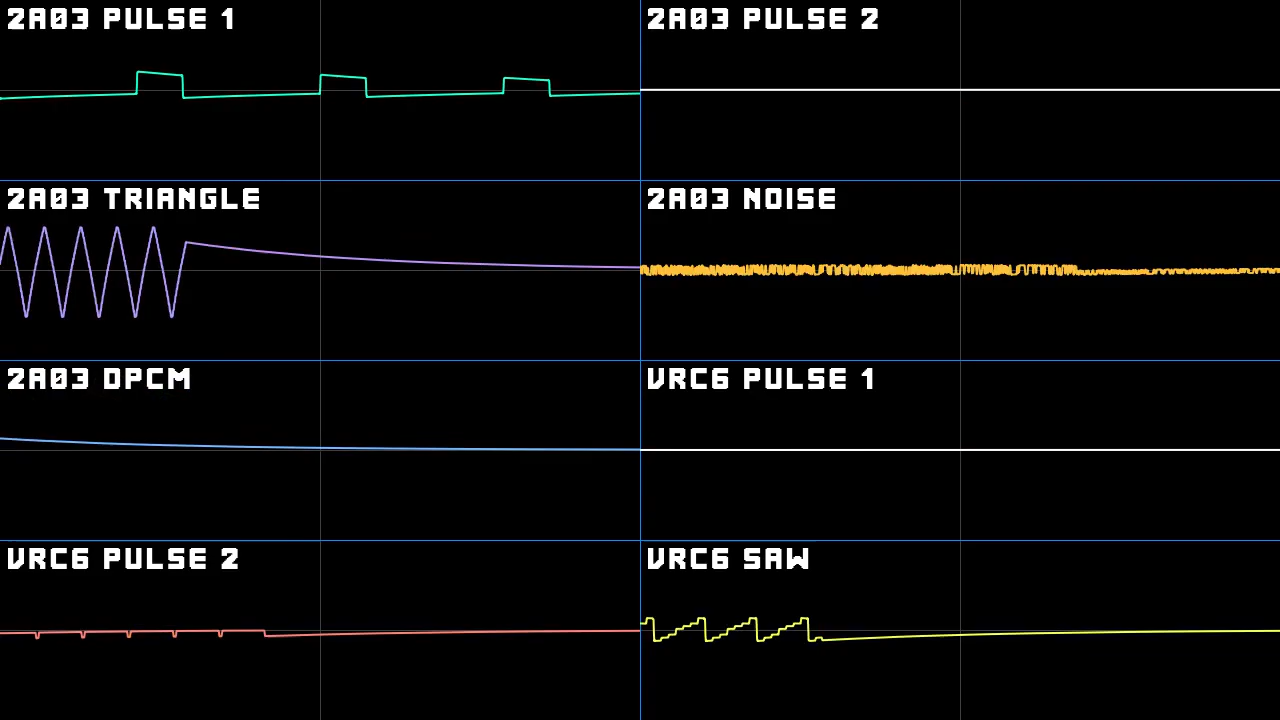 2A03 PULSE 1
2A03 PULSE 2
2A03 TRIANGLE
2A03 NOISE
2A03 DPCM
VRC6 PULSE 1
VRC6 PULSE 2
VRC6 SAW